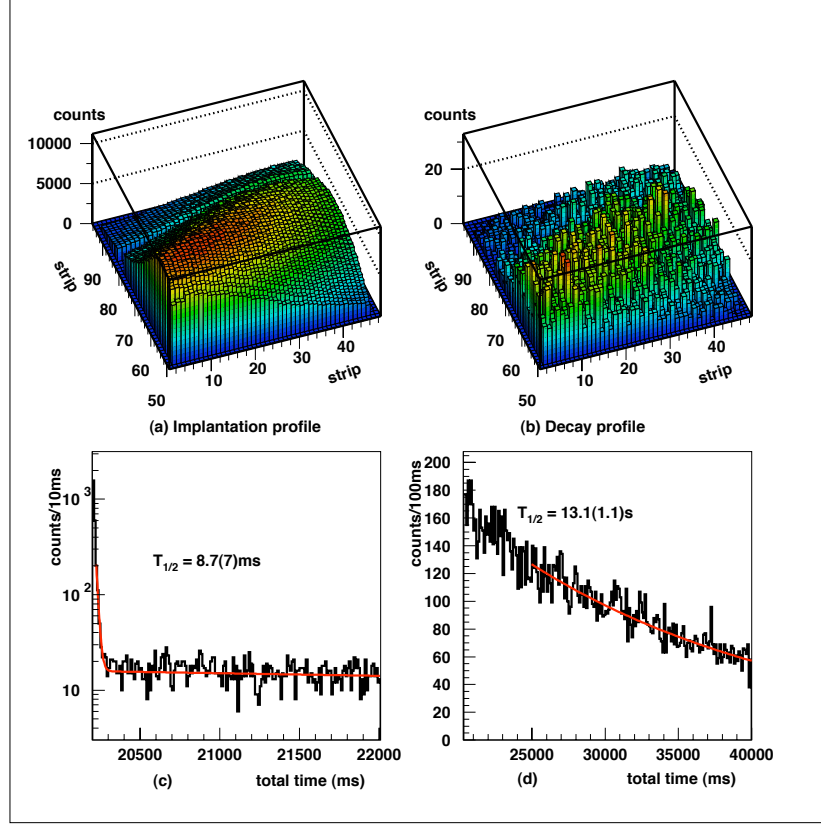 counts
10000
5000
0
strip
90
80
70
60
50
10
20
30
40
strip
(a) Implantation profile
counts
20
0
strip
90
80
70
60
50
10
20
30
40
strip
(b) Decay profile
counts/10ms
10³
10²
10
T1/2 = 8.7(7)ms
20500
21000
21500
22000
(c)
total time (ms)
counts/100ms
200
180
160
140
120
100
80
60
40
20
0
T1/2 = 13.1(1.1)s
25000
30000
35000
40000
(d)
total time (ms)